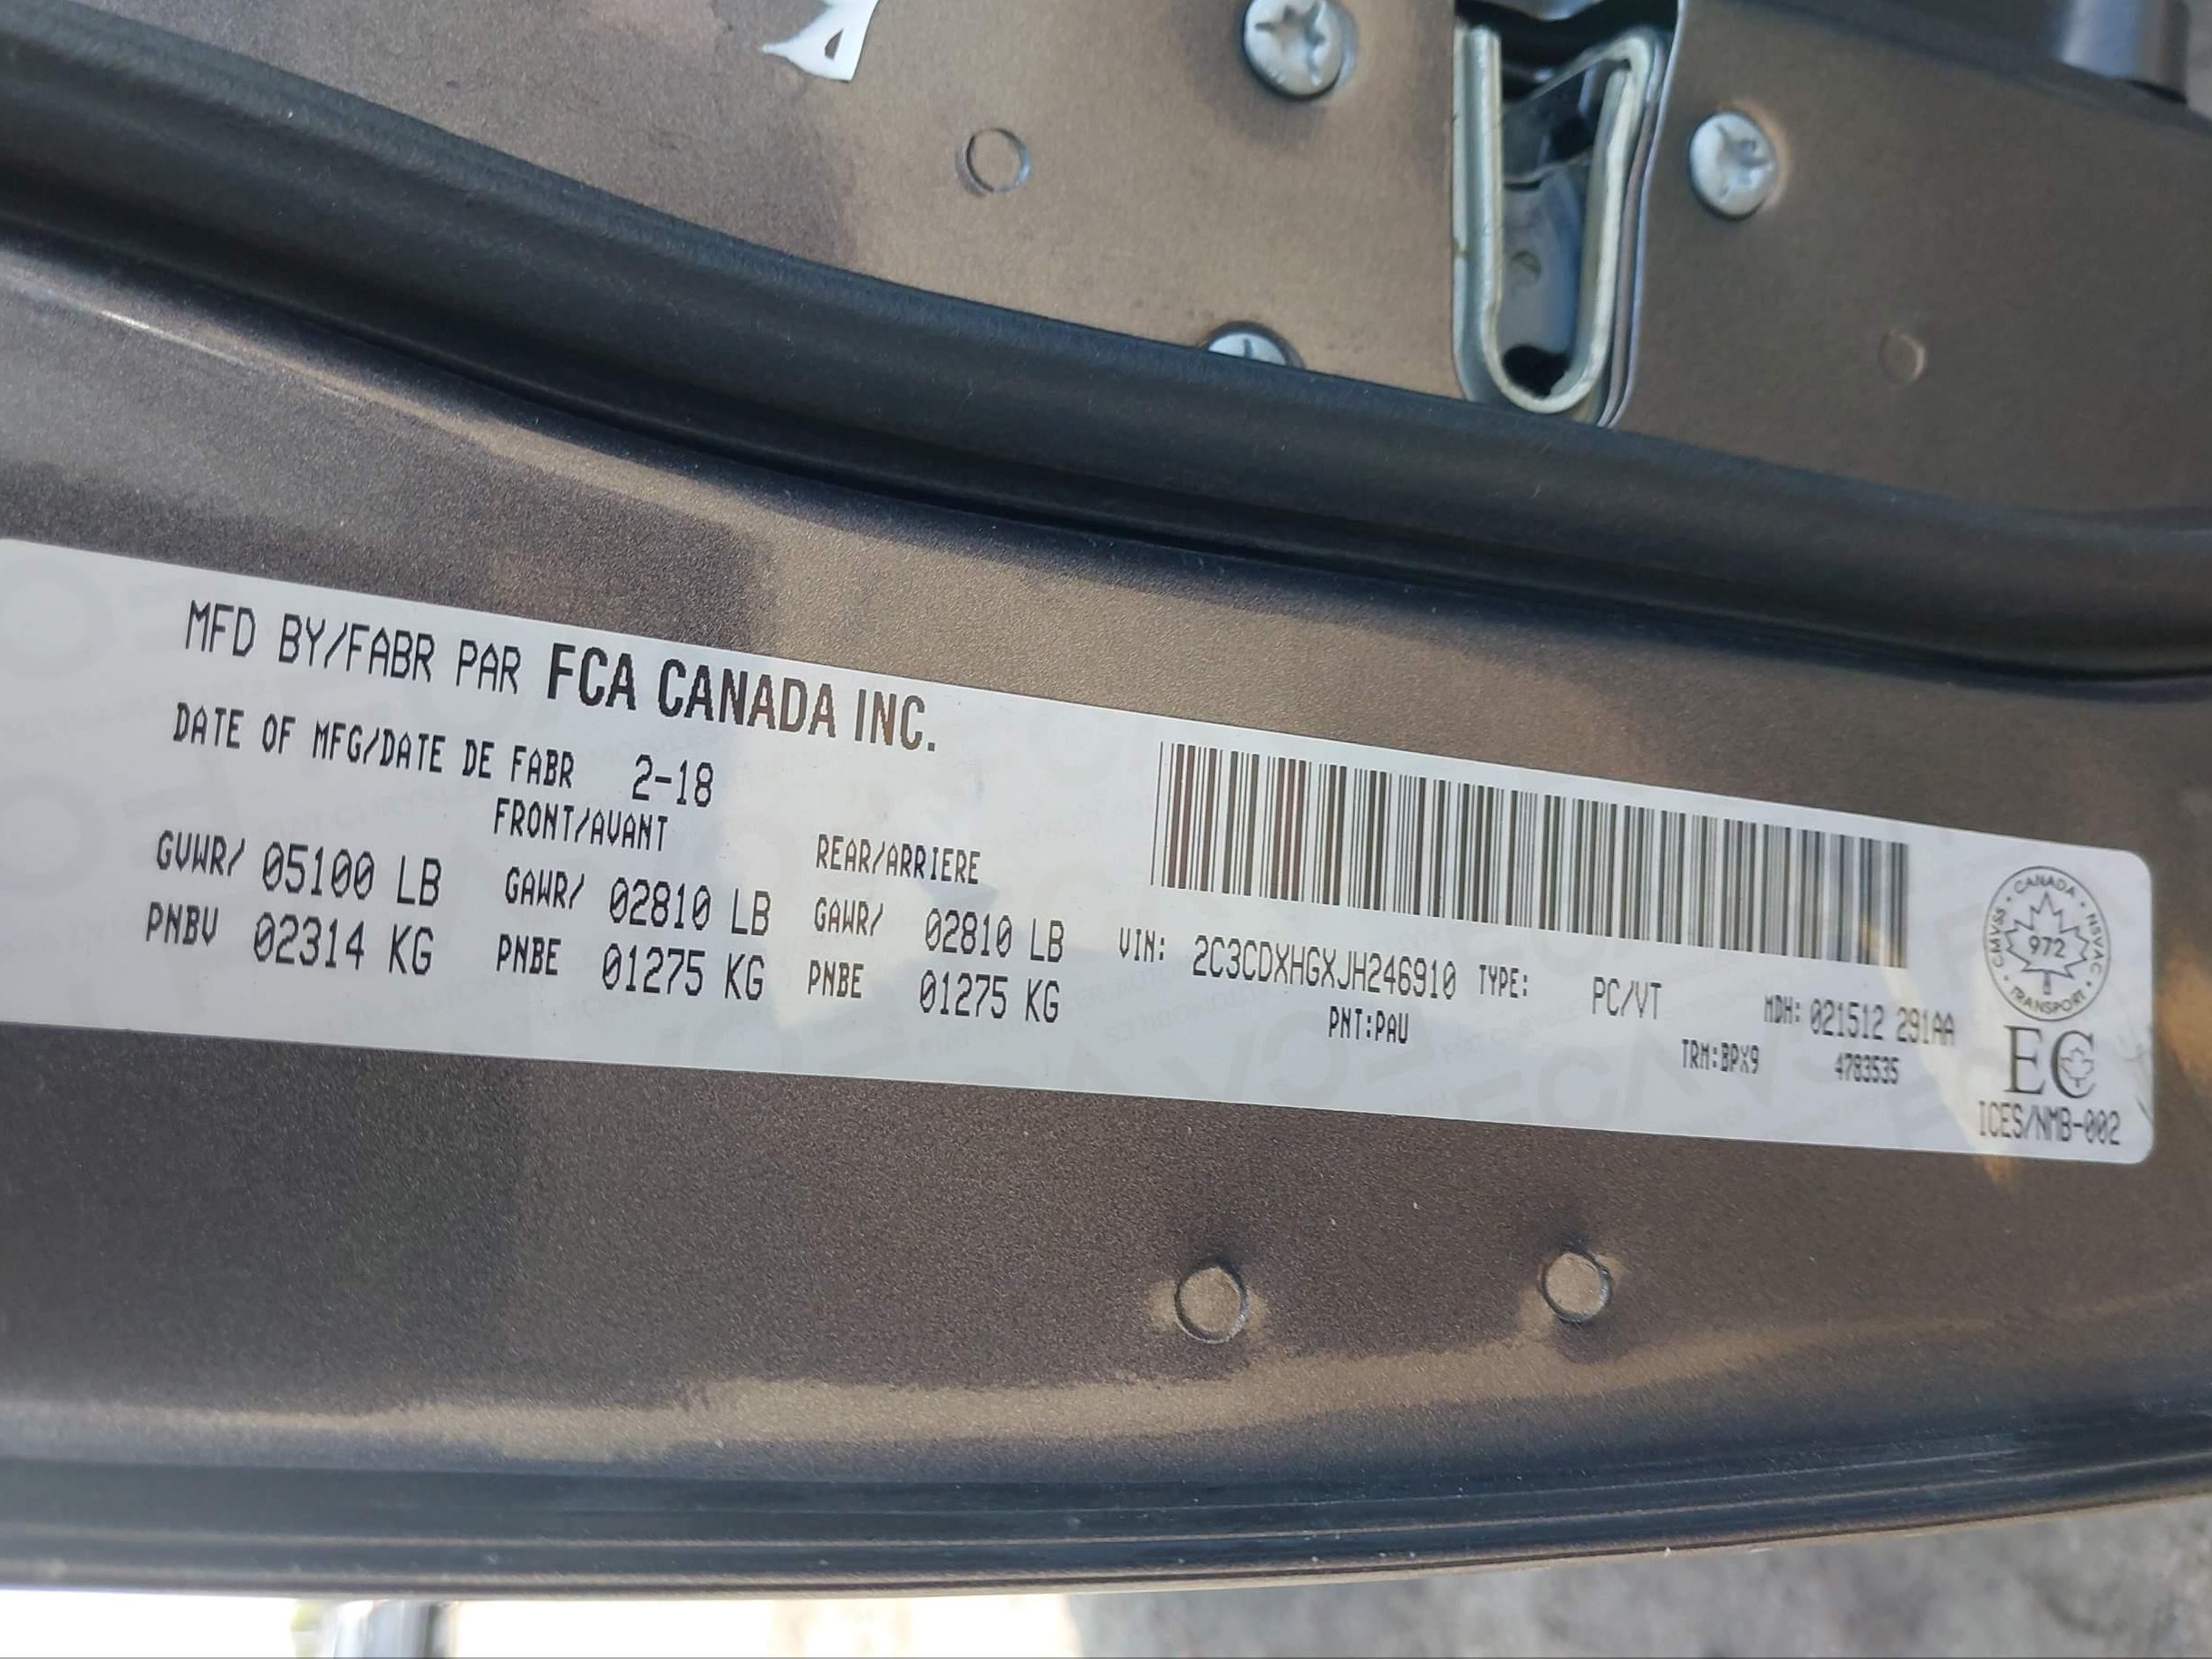 MFD BY/FABR PAR FCA CANADA INC.
DATE OF MFG/DATE DE FABR 2-18
FRONT/AVANT REAR/ARRIERE
GVWR/ 05100 LB GAWR/ 02810 LB GAWR/ 02810 LB
PNBV 02314 KG PNBE 01275 KG PNBE 01275 KG
VIN: 2C3CDXHGXJH246910 TYPE: PC/VT MDH: 021512 291AA
PNT:PAU TRM:BPX9 4783535
CANADA • NSVAC • TRANSPORT • CMVSS •
972
EC
ICES/NMB-002